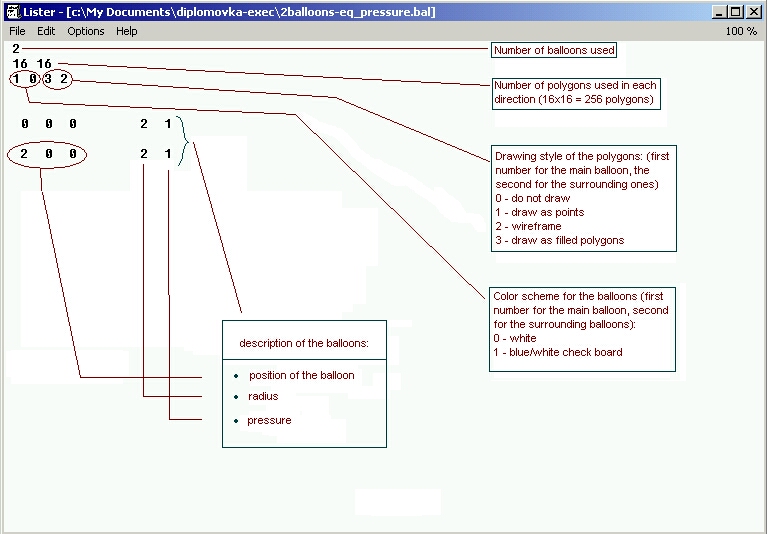 Lister - [c:\My Documents\diplomovka-exec\2balloons-eq_pressure.bal]
File Edit Options Help 100 %
2
16 16
1 0 3 2
0 0 0 2 1
2 0 0 2 1
Number of balloons used
Number of polygons used in each
direction (16x16 = 256 polygons)
Drawing style of the polygons: (first
number for the main balloon, the
second for the surrounding ones)
0 - do not draw
1 - draw as points
2 - wireframe
3 - draw as filled polygons
Color scheme for the balloons (first
number for the main balloon, second
for the surrounding balloons):
0 - white
1 - blue/white check board
description of the balloons:
• position of the balloon
• radius
• pressure